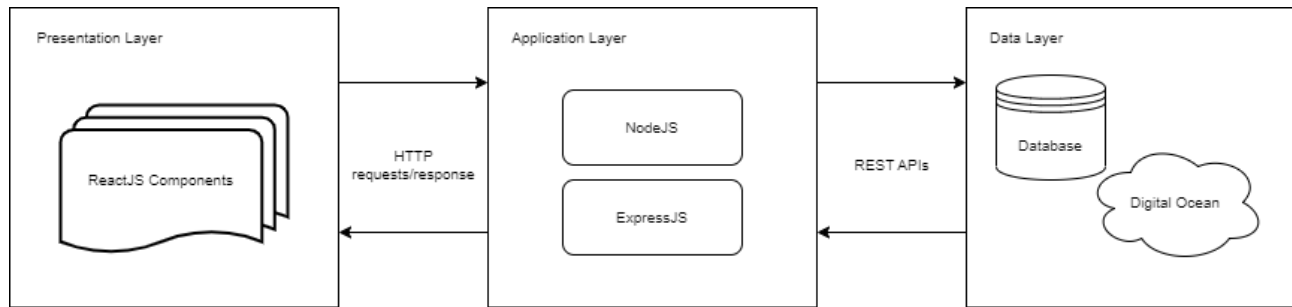 Presentation Layer
ReactJS Components
HTTP
requests/response
Application Layer
NodeJS
ExpressJS
REST APIs
Data Layer
Database
Digital Ocean